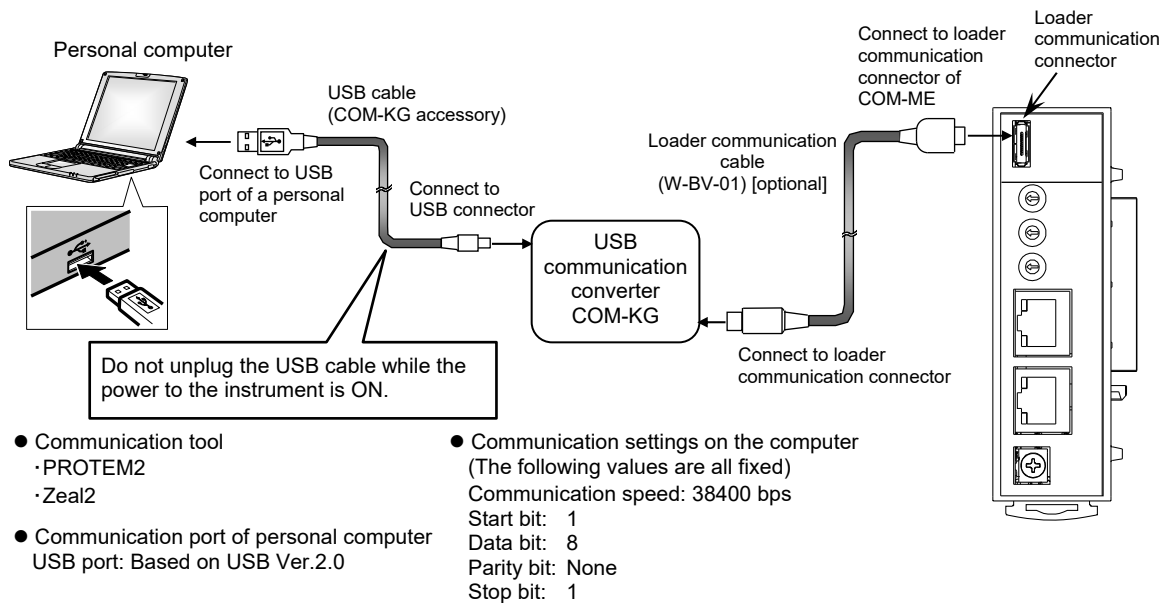 Personal computer
USB cable
(COM-KG accessory)
Connect to USB
port of a personal
computer
Connect to
USB connector
Do not unplug the USB cable while the
power to the instrument is ON.
USB
communication
converter
COM-KG
Loader communication
cable
(W-BV-01) [optional]
Connect to loader
communication connector
Connect to loader
communication
connector of
COM-ME
Loader
communication
connector
● Communication tool
·PROTEM2
·Zeal2
● Communication port of personal computer
USB port: Based on USB Ver.2.0
● Communication settings on the computer
(The following values are all fixed)
Communication speed: 38400 bps
Start bit: 1
Data bit: 8
Parity bit: None
Stop bit: 1